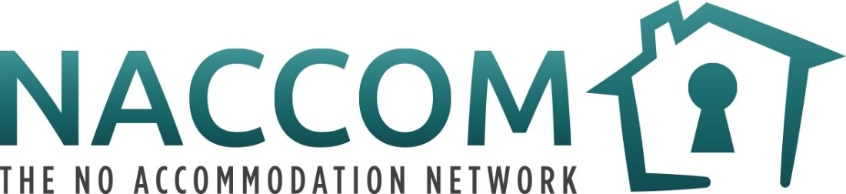 NACCOM
THE NO ACCOMMODATION NETWORK